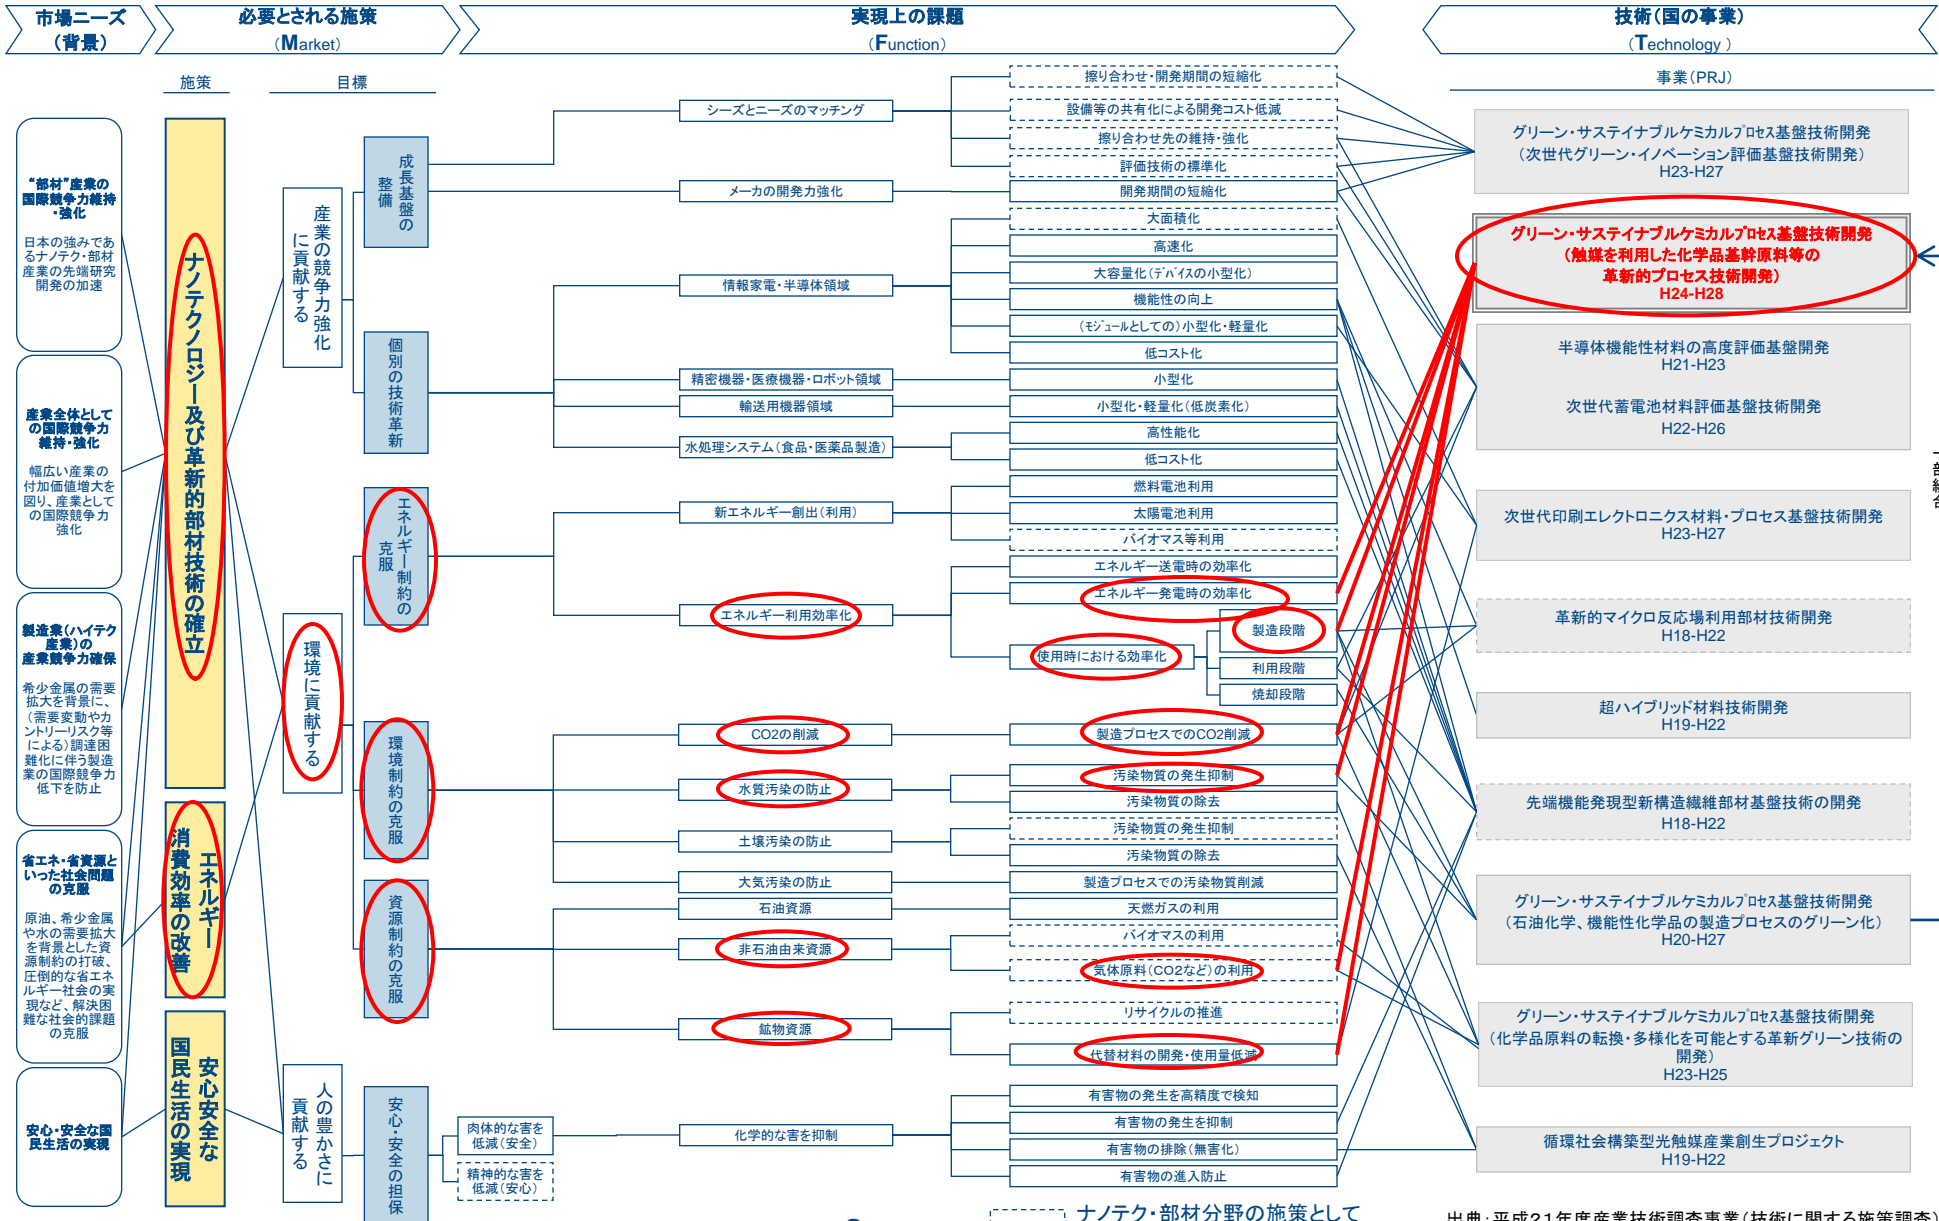 市場ニーズ
（背景）
必要とされる施策
（Market）
実現上の課題
（Function）
技術（国の事業）
（Technology ）
施策
目標
事業（PRJ）
“部材”産業の
国際競争力維持
・強化
日本の強みであ
るナノテク・部材
産業の先端研究
開発の加速
産業全体として
の国際競争力
維持・強化
幅広い産業の
付加価値増大を
図り、産業として
の国際競争力
強化
製造業（ハイテク
産業）の
産業競争力確保
希少金属の需要
拡大を背景に、
（需要変動やカ
ントリーリスク等
による）調達困
難化に伴う製造
業の国際競争力
低下を防止
省エネ・省資源と
いった社会問題
の克服
原油、希少金属
や水の需要拡大
を背景とした資
源制約の打破、
圧倒的な省エネ
ルギー社会の実
現など、解決困
難な社会的課題
の克服
安心・安全な国
民生活の実現
ナノテクノロジー及び革新的部材技術の確立
エネルギー
消費効率の改善
安心安全な
国民生活の実現
産業の競争力強化
に貢献する
環境に貢献する
人の豊かさに
貢献する
成長基盤の
整備
個別の技術革新
エネルギー制約の
克服
環境制約の克服
資源制約の克服
安心・安全の担保
肉体的な害を
低減（安全）
精神的な害を
低減（安心）
シーズとニーズのマッチング
メーカの開発力強化
情報家電・半導体領域
精密機器・医療機器・ロボット領域
輸送用機器領域
水処理システム（食品・医薬品製造）
新エネルギー創出（利用）
エネルギー利用効率化
CO2の削減
水質汚染の防止
土壌汚染の防止
大気汚染の防止
石油資源
非石油由来資源
鉱物資源
化学的な害を抑制
擦り合わせ・開発期間の短縮化
設備等の共有化による開発コスト低減
擦り合わせ先の維持・強化
評価技術の標準化
開発期間の短縮化
大面積化
高速化
大容量化（ﾃﾞﾊﾞｲｽの小型化）
機能性の向上
（ﾓｼﾞｭｰﾙとしての）小型化・軽量化
低コスト化
小型化
小型化・軽量化（低炭素化）
高性能化
低コスト化
燃料電池利用
太陽電池利用
バイオマス等利用
エネルギー送電時の効率化
エネルギー発電時の効率化
使用時における効率化
製造段階
利用段階
焼却段階
製造プロセスでのCO2削減
汚染物質の発生抑制
汚染物質の除去
汚染物質の発生抑制
汚染物質の除去
製造プロセスでの汚染物質削減
天燃ガスの利用
バイオマスの利用
気体原料（CO2など）の利用
リサイクルの推進
代替材料の開発・使用量低減
有害物の発生を高精度で検知
有害物の発生を抑制
有害物の排除（無害化）
有害物の進入防止
グリーン・サステイナブルケミカルﾌﾟﾛｾｽ基盤技術開発
（次世代グリーン・イノベーション評価基盤技術開発）
H23-H27
グリーン・サステイナブルケミカルﾌﾟﾛｾｽ基盤技術開発
（触媒を利用した化学品基幹原料等の
革新的プロセス技術開発）
H24-H28
半導体機能性材料の高度評価基盤開発
H21-H23
次世代蓄電池材料評価基盤技術開発
H22-H26
次世代印刷エレクトロニクス材料・プロセス基盤技術開発
H23-H27
革新的マイクロ反応場利用部材技術開発
H18-H22
超ハイブリッド材料技術開発
H19-H22
先端機能発現型新構造繊維部材基盤技術の開発
H18-H22
グリーン・サステイナブルケミカルﾌﾟﾛｾｽ基盤技術開発
（石油化学、機能性化学品の製造プロセスのグリーン化）
H20-H27
グリーン・サステイナブルケミカルﾌﾟﾛｾｽ基盤技術開発
（化学品原料の転換・多様化を可能とする革新グリーン技術の
開発）
H23-H25
循環社会構築型光触媒産業創生プロジェクト
H19-H22
ナノテク・部材分野の施策として
出典：平成２１年度産業技術調査事業（技術に関する施策調査）